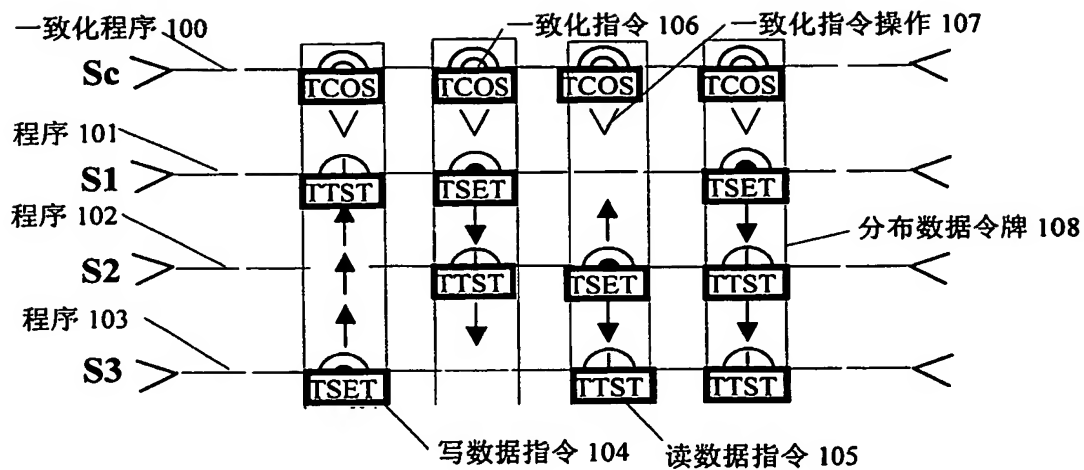 一致化程序 100
一致化指令 106
一致化指令操作 107
Sc
TCOS TCOS TCOS TCOS
程序 101
S1
TTST TSET TSET
程序 102
分布数据令牌 108
S2
TTST TSET TTST
程序 103
S3
TSET TTST TTST
写数据指令 104
读数据指令 105